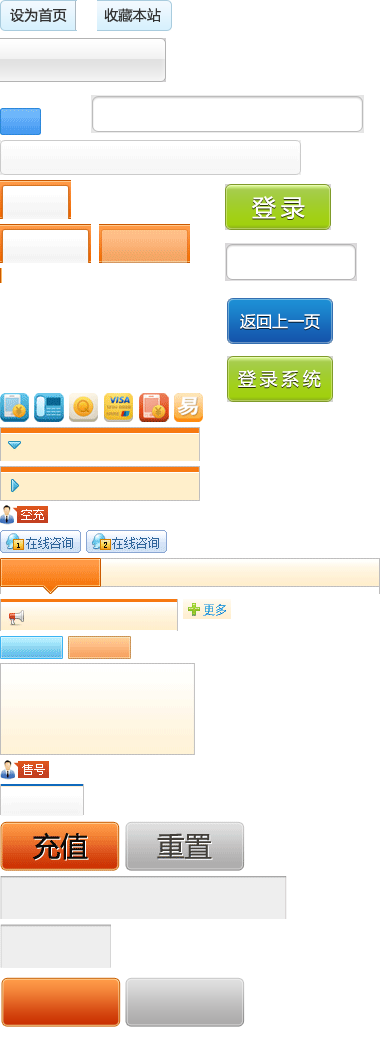 设为首页 收藏本站
登录
返回上一页
登录系统
VISA 易
空充
1 在线咨询 2 在线咨询
更多
售号
充值 重置